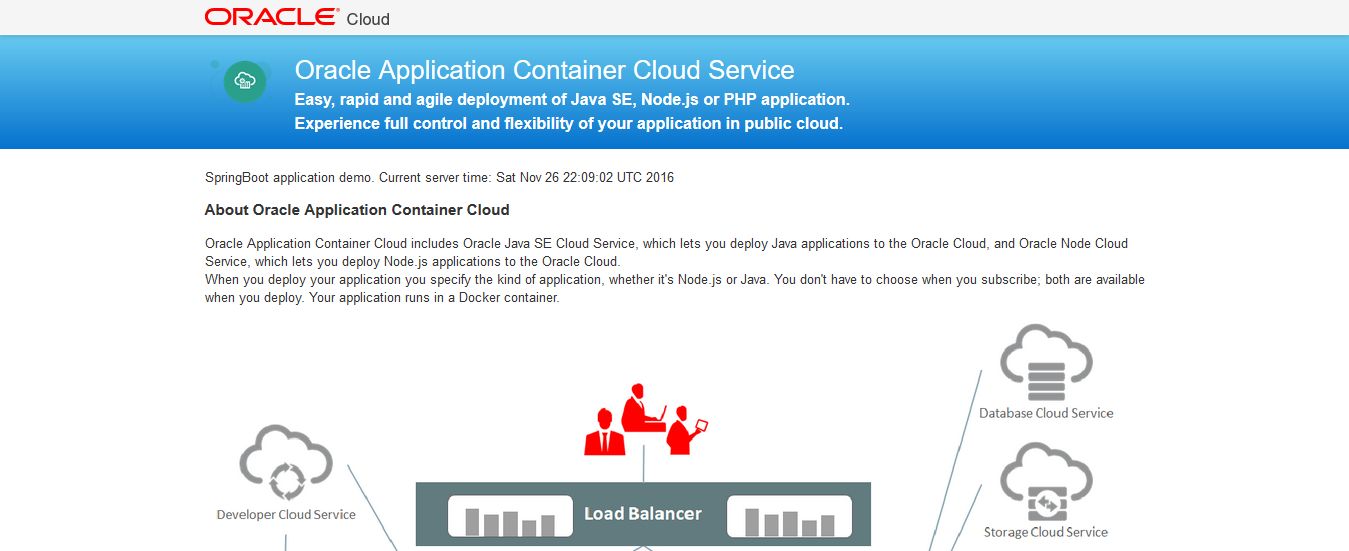 ORACLE Cloud
Oracle Application Container Cloud Service
Easy, rapid and agile deployment of Java SE, Node.js or PHP application.
Experience full control and flexibility of your application in public cloud.
SpringBoot application demo. Current server time: Sat Nov 26 22:09:02 UTC 2016
About Oracle Application Container Cloud
Oracle Application Container Cloud includes Oracle Java SE Cloud Service, which lets you deploy Java applications to the Oracle Cloud, and Oracle Node Cloud
Service, which lets you deploy Node.js applications to the Oracle Cloud.
When you deploy your application you specify the kind of application, whether it's Node.js or Java. You don't have to choose when you subscribe; both are available
when you deploy. Your application runs in a Docker container.
Database Cloud Service
Developer Cloud Service
Load Balancer
Storage Cloud Service